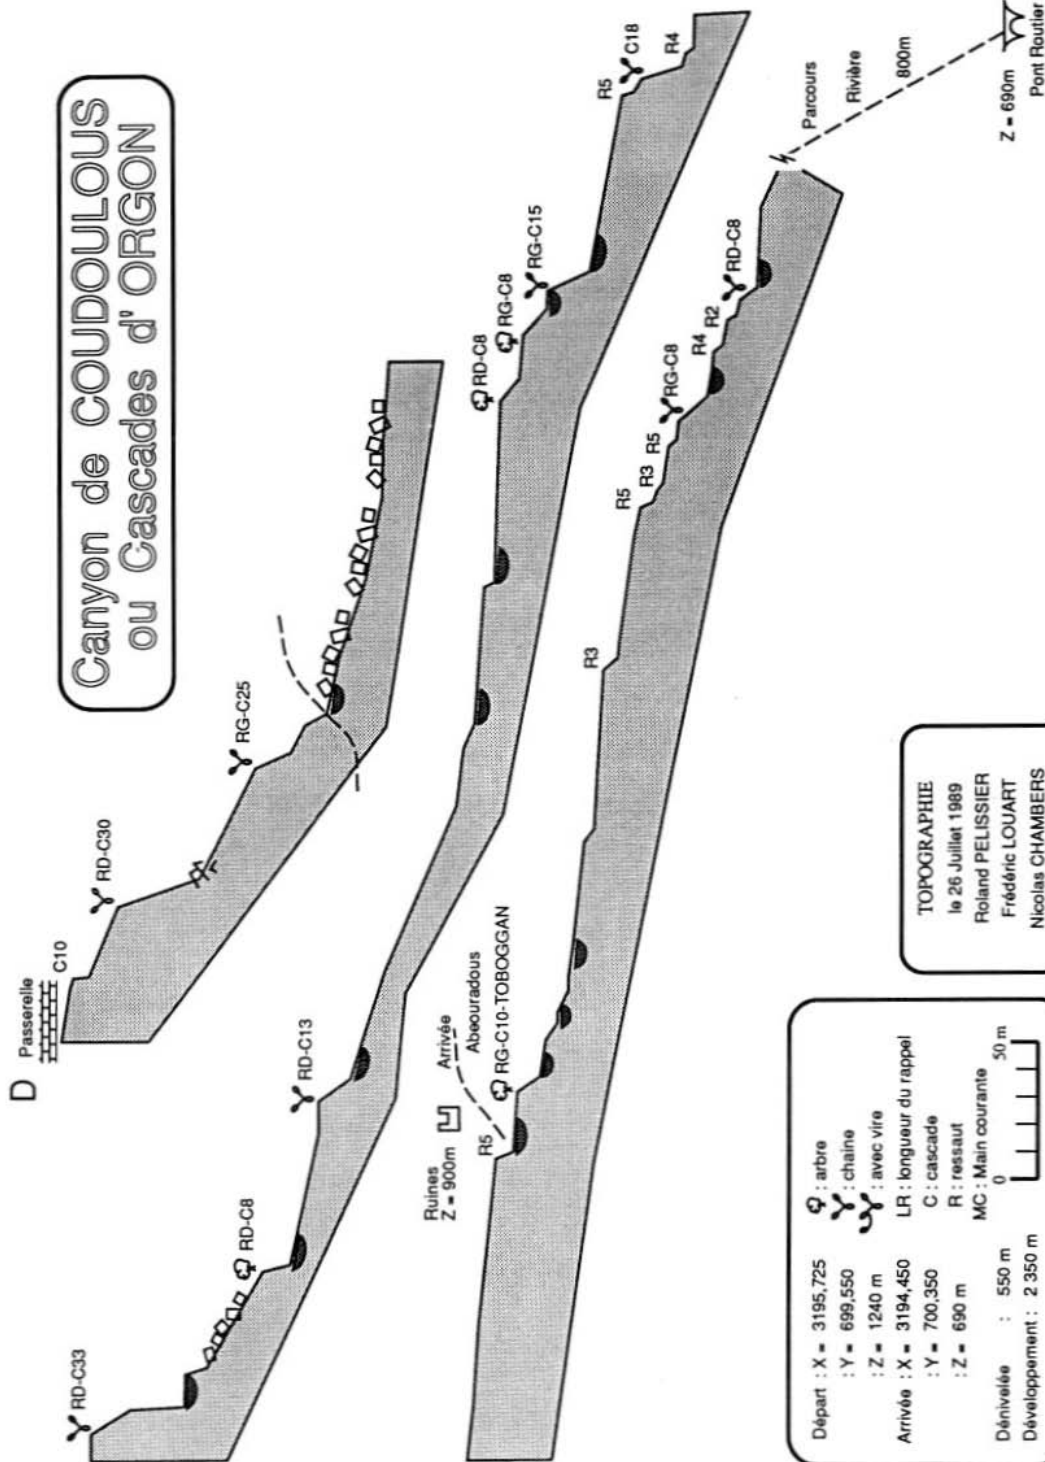 Canyon de COUDOULOUS
ou Cascades d' ORGON
D
Passerelle
C10
RD-C30
RG-C25
RD-C33
RD-C8
RD-C13
RD-C8
RG-C8
RG-C15
R5
C18
R4
Ruines
Z = 900m
Arrivée
Abeouradous
R5
RG-C10-TOBOGGAN
R3
R5
R3
R5
RG-C8
R4
R2
RD-C8
Parcours
Rivière
800m
Z = 690m
Pont Routier
Départ : X = 3195,725
: Y = 699,550
: Z = 1240 m
Arrivée : X = 3194,450
: Y = 700,350
: Z = 690 m
Dénivelée : 550 m
Développement : 2 350 m
: arbre
: chaine
: avec vire
LR : longueur du rappel
C : cascade
R : ressaut
MC : Main courante
0 50 m
TOPOGRAPHIE
le 26 Juillet 1989
Roland PELISSIER
Frédéric LOUART
Nicolas CHAMBERS